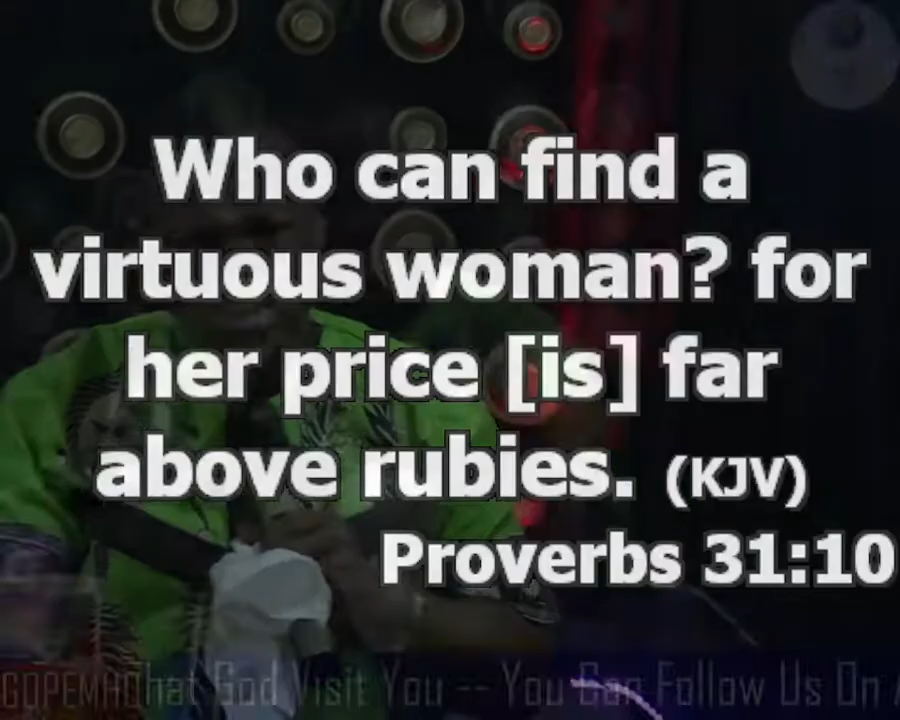 Who can find a
virtuous woman? for
her price [is] far
above rubies. (KJV)
Proverbs 31:10
God Visit You -- You Can Follow Us On